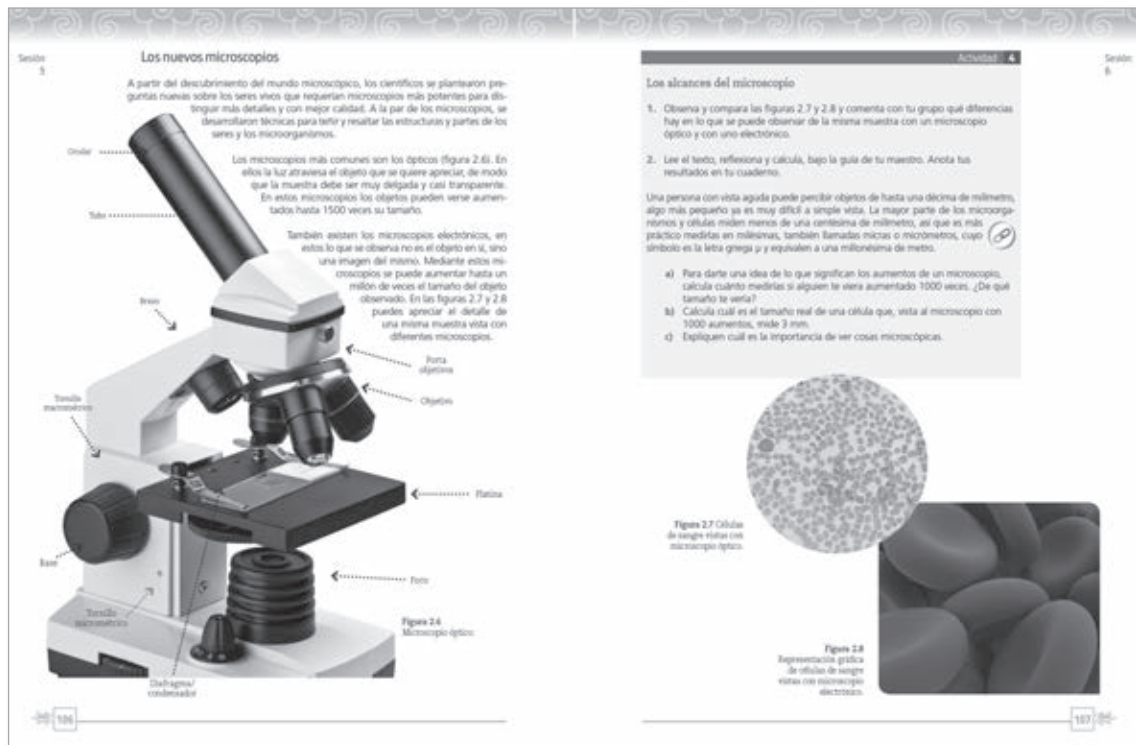 Sesión
5
Los nuevos microscopios
A partir del descubrimiento del mundo microscópico, los científicos se plantearon pre-
guntas nuevas sobre los seres vivos que requerían microscopios más potentes para dis-
tinguir más detalles y con mejor calidad. A la par de los microscopios, se
desarrollaron técnicas para teñir y resaltar las estructuras y partes de los
seres y los microorganismos.
Los microscopios más comunes son los ópticos (figura 2.6). En
ellos la luz atraviesa el objeto que se quiere apreciar, de modo
que la muestra debe ser muy delgada y casi transparente.
En estos microscopios los objetos pueden verse aumen-
tados hasta 1500 veces su tamaño.
También existen los microscopios electrónicos, en
estos lo que se observa no es el objeto en sí, sino
una imagen del mismo. Mediante estos mi-
croscopios se puede aumentar hasta un
millón de veces el tamaño del objeto
observado. En las figuras 2.7 y 2.8
puedes apreciar el detalle de
una misma muestra vista con
diferentes microscopios.
Ocular
Tubo
Brazo
Porta
objetivos
Tornillo
macrométrico
Objetivo
Platina
Base
Foco
Tornillo
micrométrico
Figura 2.6
Microscopio óptico
Diafragma/
condensador
106
Sesión
6
Actividad 4
Los alcances del microscopio
1. Observa y compara las figuras 2.7 y 2.8 y comenta con tu grupo qué diferencias
hay en lo que se puede observar de la misma muestra con un microscopio
óptico y con uno electrónico.
2. Lee el texto, reflexiona y calcula, bajo la guía de tu maestro. Anota tus
resultados en tu cuaderno.
Una persona con vista aguda puede percibir objetos de hasta una décima de milímetro,
algo más pequeño ya es muy difícil a simple vista. La mayor parte de los microorga-
nismos y células miden menos de una centésima de milímetro, así que es más
práctico medirlas en milésimas, también llamadas micras o micrómetros, cuyo
símbolo es la letra griega μ y equivalen a una millonésima de metro.
a) Para darte una idea de lo que significan los aumentos de un microscopio,
calcula cuánto medirías si alguien te viera aumentado 1000 veces. ¿De qué
tamaño te vería?
b) Calcula cuál es el tamaño real de una célula que, vista al microscopio con
1000 aumentos, mide 3 mm.
c) Expliquen cuál es la importancia de ver cosas microscópicas.
Figura 2.7 Células
de sangre vistas con
microscopio óptico.
Figura 2.8
Representación gráfica
de células de sangre
vistas con microscopio
electrónico.
107